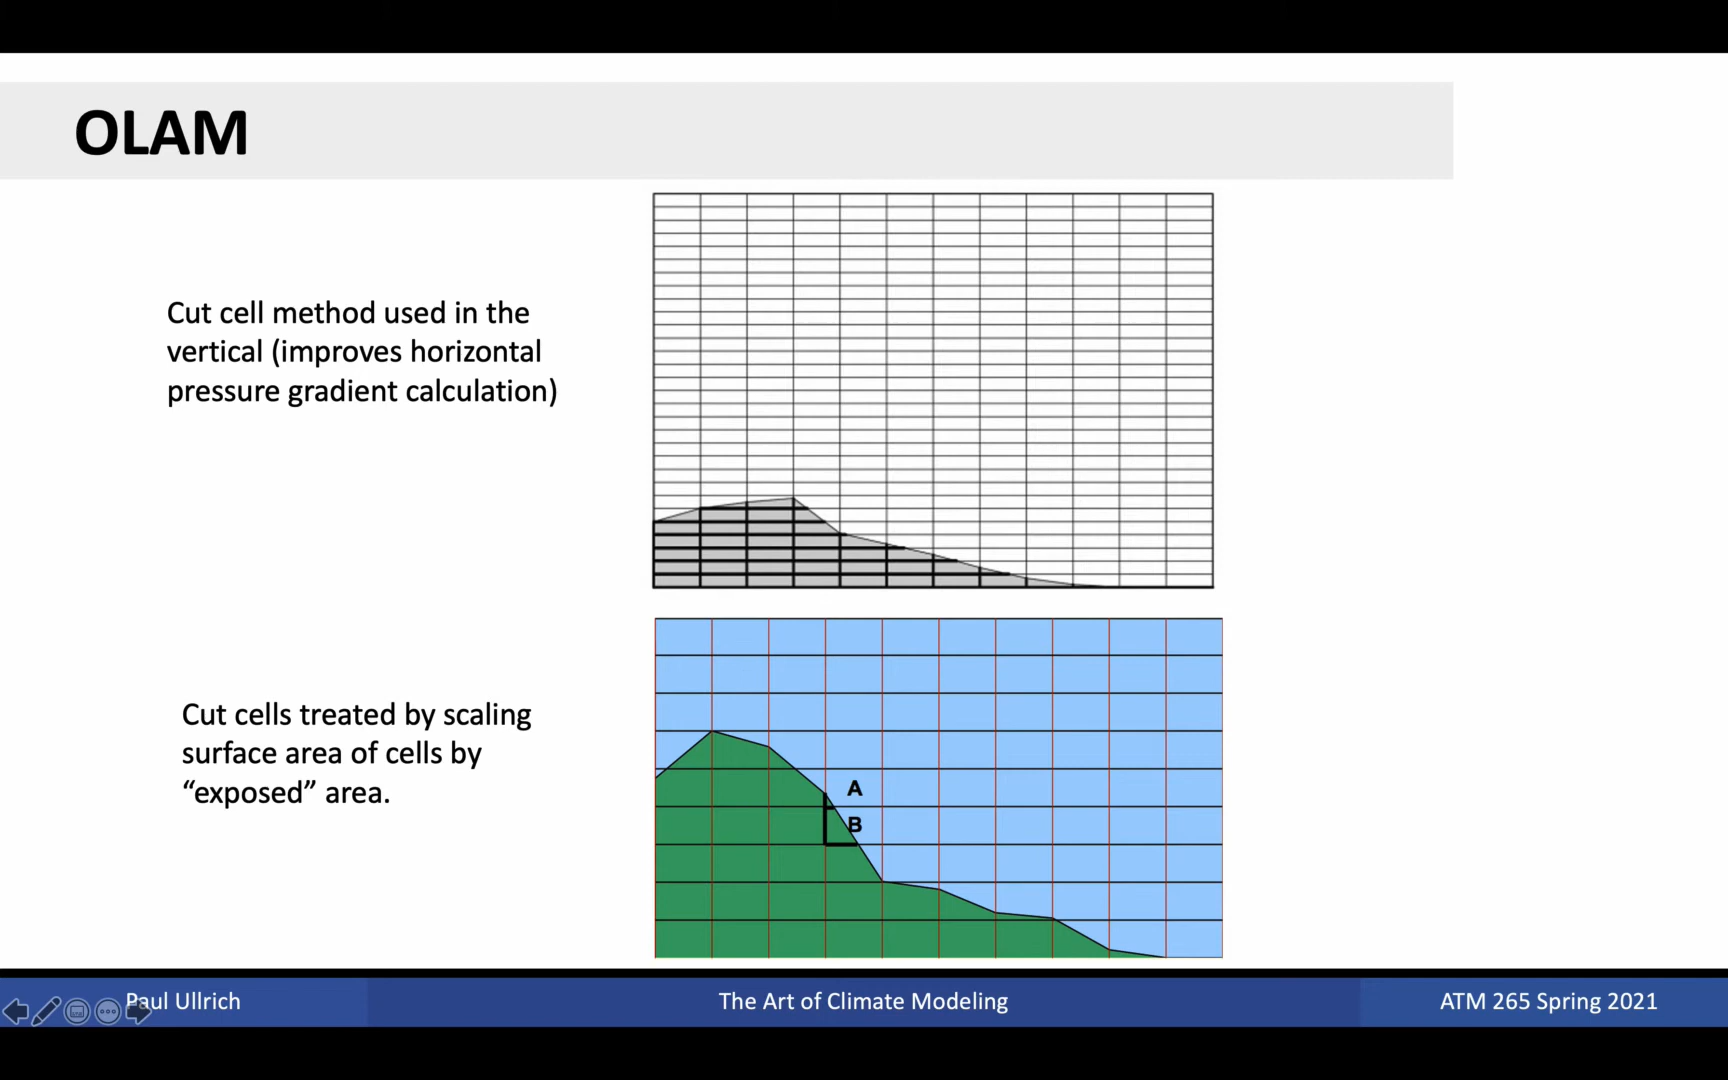 OLAM
Cut cell method used in the
vertical (improves horizontal
pressure gradient calculation)
Cut cells treated by scaling
surface area of cells by
“exposed” area.
A
B
Paul Ullrich
The Art of Climate Modeling
ATM 265 Spring 2021